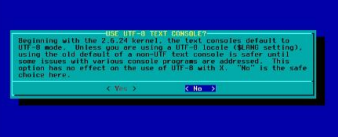 USE UTF-8 TEXT CONSOLE?
Beginning with the 2.6.24 kernel, the text consoles default to
UTF-8 mode.  Unless you are using a UTF-8 locale ($LANG setting),
using the old default of a non-UTF text console is safer until
some issues with various console programs are addressed.  This
option has no effect on the use of UTF-8 with X.  "No" is the safe
choice here.
< Yes > < No >